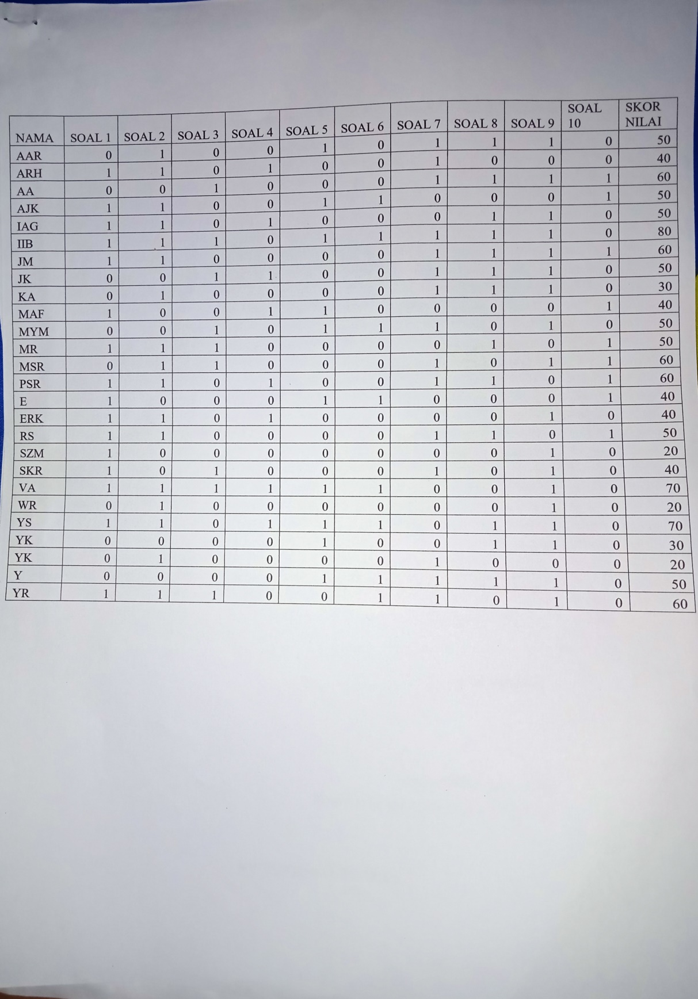 NAMA SOAL 1 SOAL 2 SOAL 3 SOAL 4 SOAL 5 SOAL 6 SOAL 7 SOAL 8 SOAL 9 SOAL 10 SKOR NILAI
AAR 0 1 0 0 1 0 1 1 1 0 50
ARH 1 1 0 1 0 0 1 0 0 0 40
AA 0 0 1 0 0 0 1 1 1 1 60
AJK 1 1 0 0 1 1 0 0 0 1 50
IAG 1 1 0 1 0 0 0 1 1 0 50
IIB 1 1 1 0 1 1 1 1 1 0 80
JM 1 1 0 0 0 0 1 1 1 1 60
JK 0 0 1 1 0 0 1 1 1 0 50
KA 0 1 0 0 0 0 1 1 1 0 30
MAF 1 0 0 1 1 0 0 0 0 1 40
MYM 0 0 1 0 1 1 1 0 1 0 50
MR 1 1 1 0 0 0 0 1 0 1 50
MSR 0 1 1 0 0 0 1 0 1 1 60
PSR 1 1 0 1 0 0 1 1 0 1 60
E 1 0 0 0 1 1 0 0 0 1 40
ERK 1 1 0 1 0 0 0 0 1 0 40
RS 1 1 0 0 0 0 1 1 0 1 50
SZM 1 0 0 0 0 0 0 0 1 0 20
SKR 1 0 1 0 0 0 1 0 1 0 40
VA 1 1 1 1 1 1 0 0 1 0 70
WR 0 1 0 0 0 0 0 0 1 0 20
YS 1 1 0 1 1 1 0 1 1 0 70
YK 0 0 0 0 1 0 0 1 1 0 30
YK 0 1 0 0 0 0 1 0 0 0 20
Y 0 0 0 0 1 1 1 1 1 0 50
YR 1 1 1 0 0 1 1 0 1 0 60